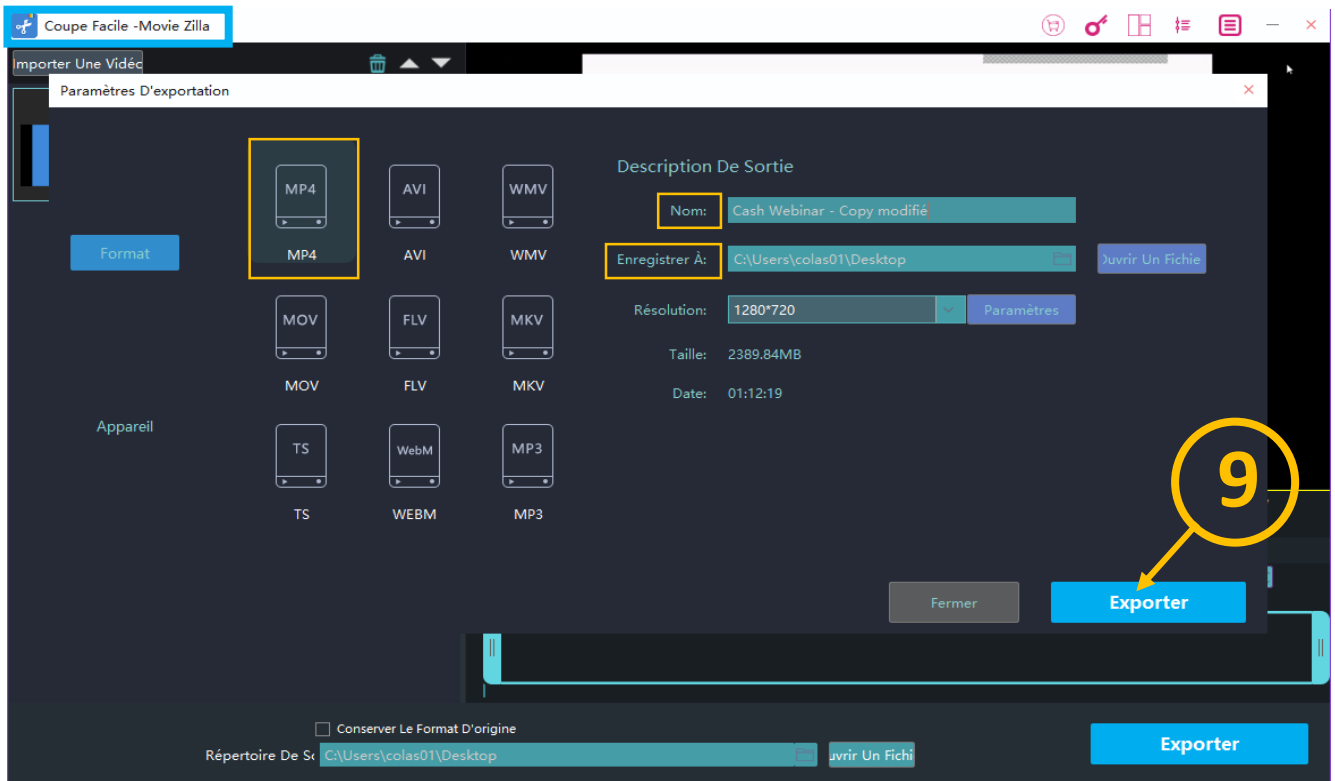 Coupe Facile -Movie Zilla
Importer Une Vidéc
Paramètres D'exportation
Format
Appareil
MP4
MP4
AVI
AVI
WMV
WMV
MOV
MOV
FLV
FLV
MKV
MKV
TS
TS
WebM
WEBM
MP3
MP3
Description De Sortie
Nom: Cash Webinar - Copy modifié
Enregistrer À: C:\Users\colas01\Desktop Ouvrir Un Fichie
Résolution: 1280*720 Paramètres
Taille: 2389.84MB
Date: 01:12:19
9
Fermer
Exporter
Conserver Le Format D'origine
Répertoire De So C:\Users\colas01\Desktop uvrir Un Fichi
Exporter